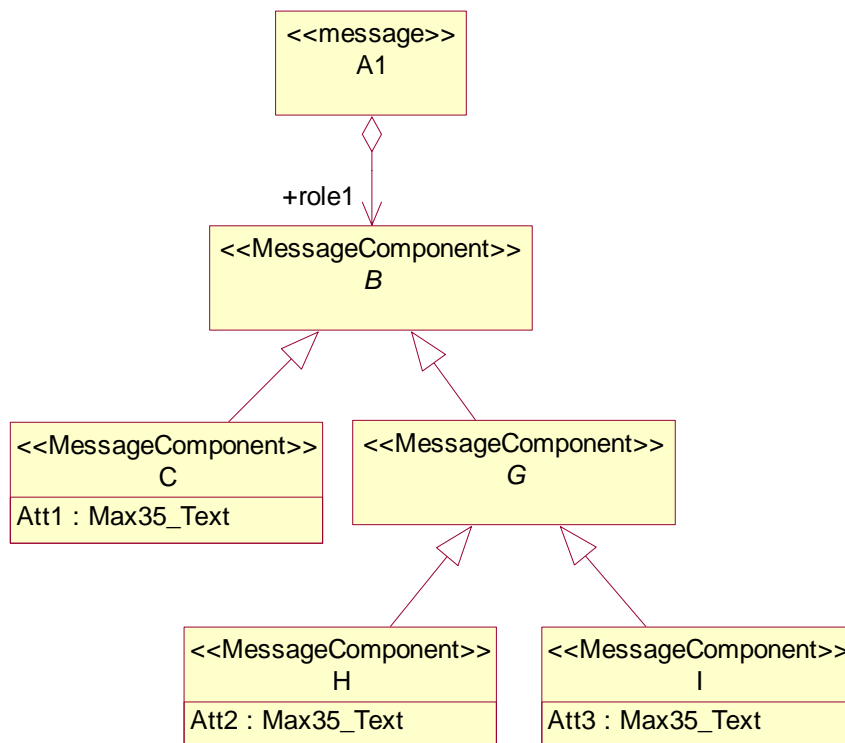 <<message>>
A1
+role1
<<MessageComponent>>
B
<<MessageComponent>>
C
Att1 : Max35_Text
<<MessageComponent>>
G
<<MessageComponent>>
H
Att2 : Max35_Text
<<MessageComponent>>
I
Att3 : Max35_Text